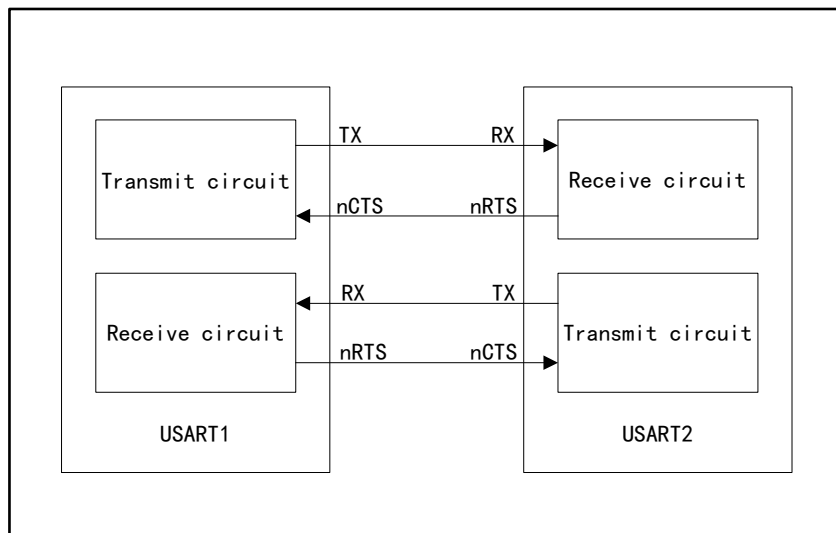 TX RX
Transmit circuit Receive circuit
nCTS nRTS
RX TX
Receive circuit Transmit circuit
nRTS nCTS
USART1 USART2